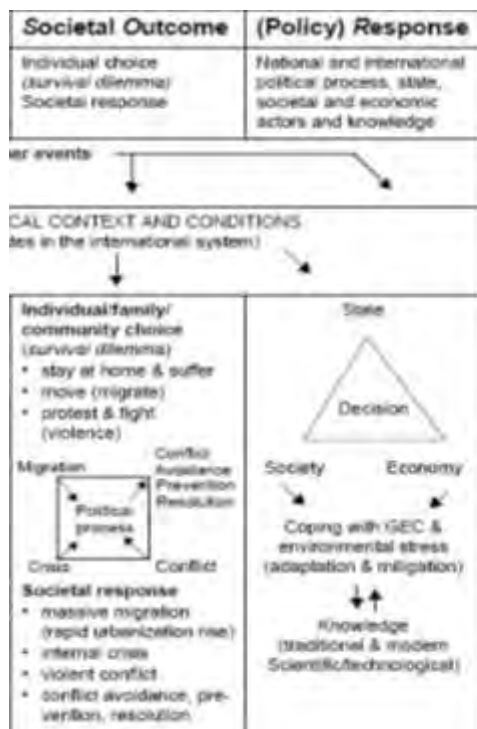 Societal Outcome
Individual choice
(survival dilemma)
Societal response
(Policy) Response
National and international
political process, state,
societal and economic
actors and knowledge
er events
CAL CONTEXT AND CONDITIONS
tes in the international system)
Individual/family/
community choice
(survival dilemma)
• stay at home & suffer
• move (migrate)
• protest & fight
(violence)
Migration
Conflict
Avoidance
Prevention
Resolution
Political
process
Crisis
Conflict
Societal response
• massive migration
(rapid urbanization rise)
• internal crisis
• violent conflict
• conflict avoidance, pre-
vention, resolution
State
Decision
Society
Economy
Coping with GEC &
environmental stress
(adaptation & mitigation)
Knowledge
(traditional & modern
Scientific/technological)